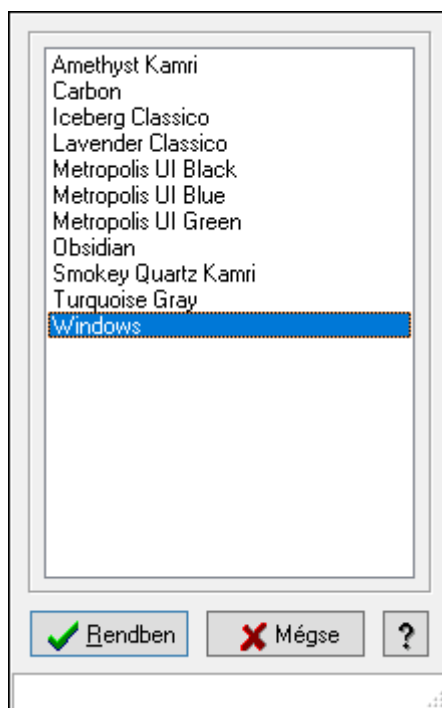 Amethyst Kamri
Carbon
Iceberg Classico
Lavender Classico
Metropolis UI Black
Metropolis UI Blue
Metropolis UI Green
Obsidian
Smokey Quartz Kamri
Turquoise Gray
Windows
Rendben
Mégse
?